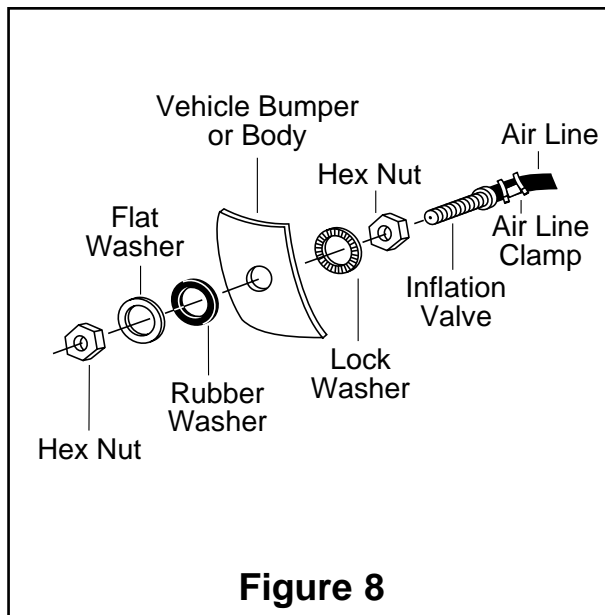 Vehicle Bumper
or Body
Air Line
Hex Nut
Flat
Washer
Air Line
Clamp
Inflation
Valve
Lock
Washer
Rubber
Washer
Hex Nut
Figure 8